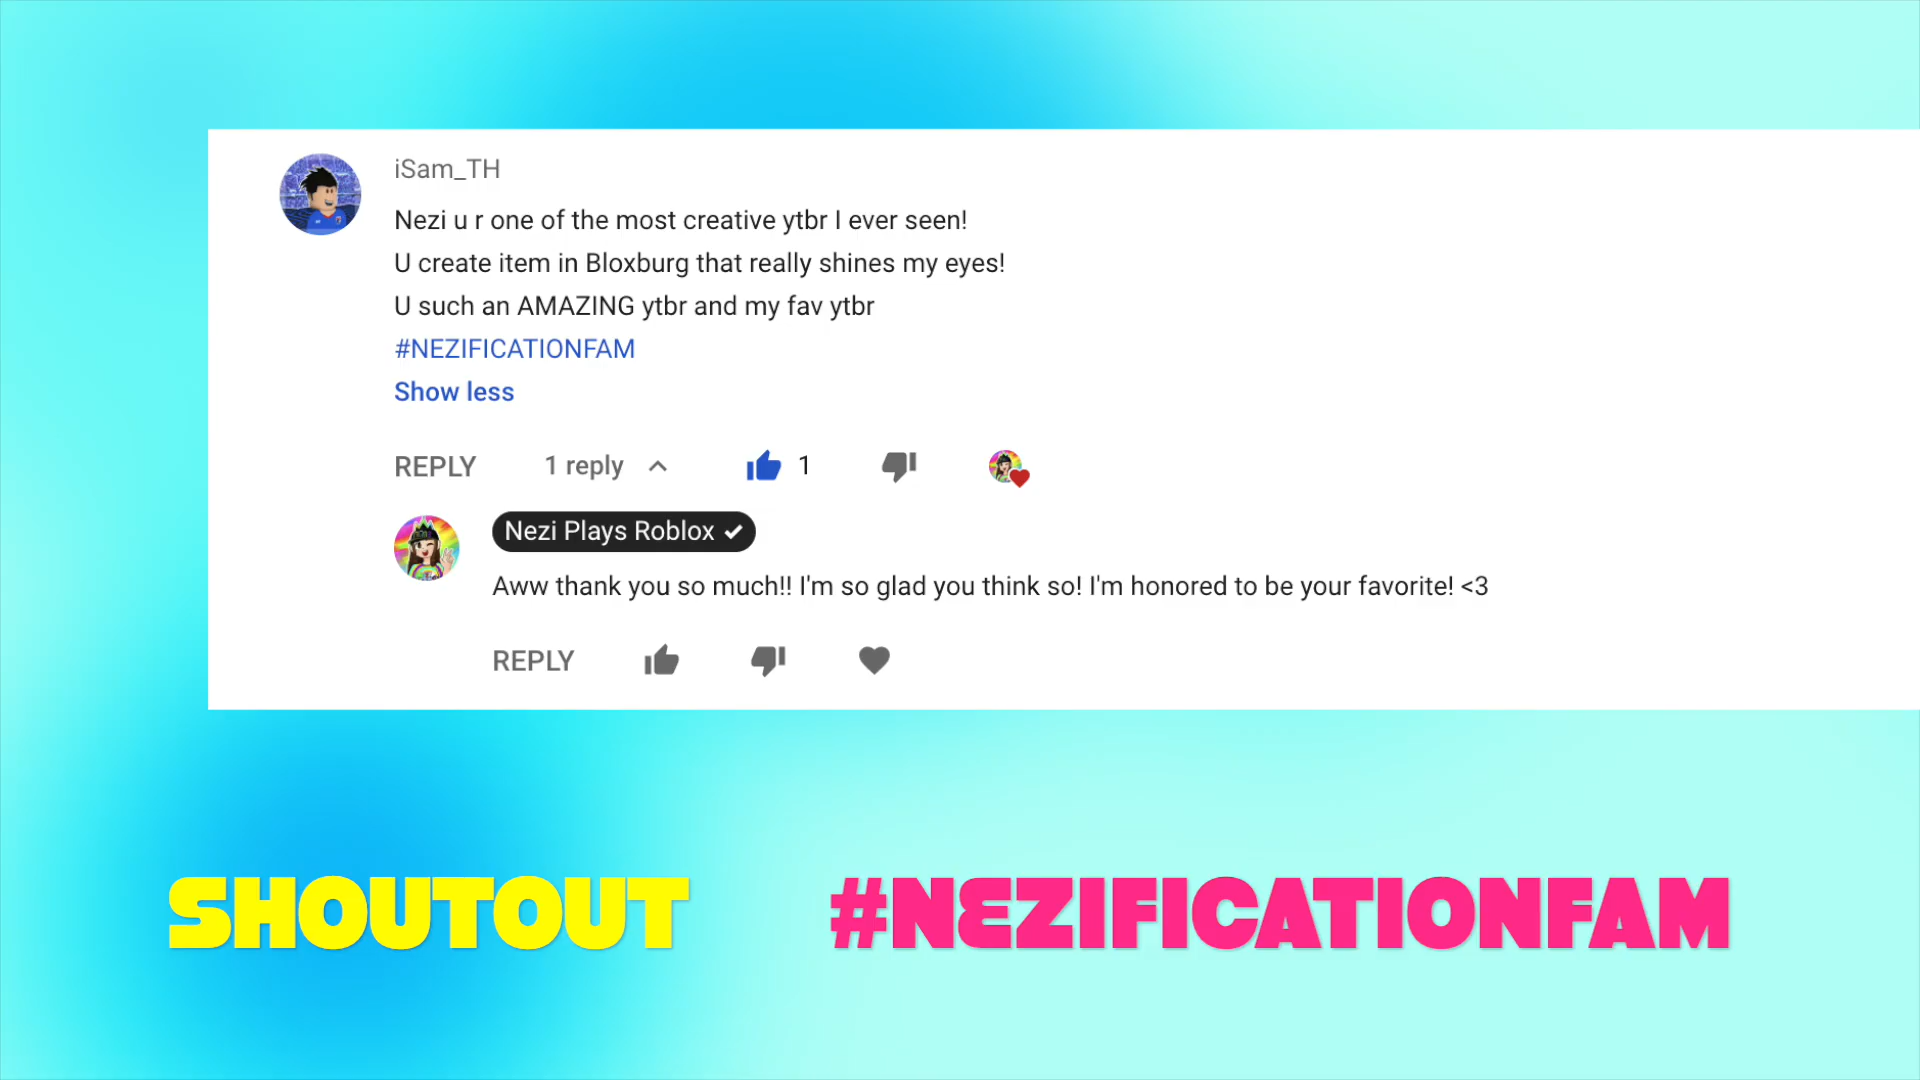 iSam_TH
Nezi u r one of the most creative ytbr I ever seen!
U create item in Bloxburg that really shines my eyes!
U such an AMAZING ytbr and my fav ytbr
#NEZIFICATIONFAM
Show less
REPLY 1 reply 1
Nezi Plays Roblox
Aww thank you so much!! I'm so glad you think so! I'm honored to be your favorite! <3
REPLY
SHOUTOUT #NEZIFICATIONFAM